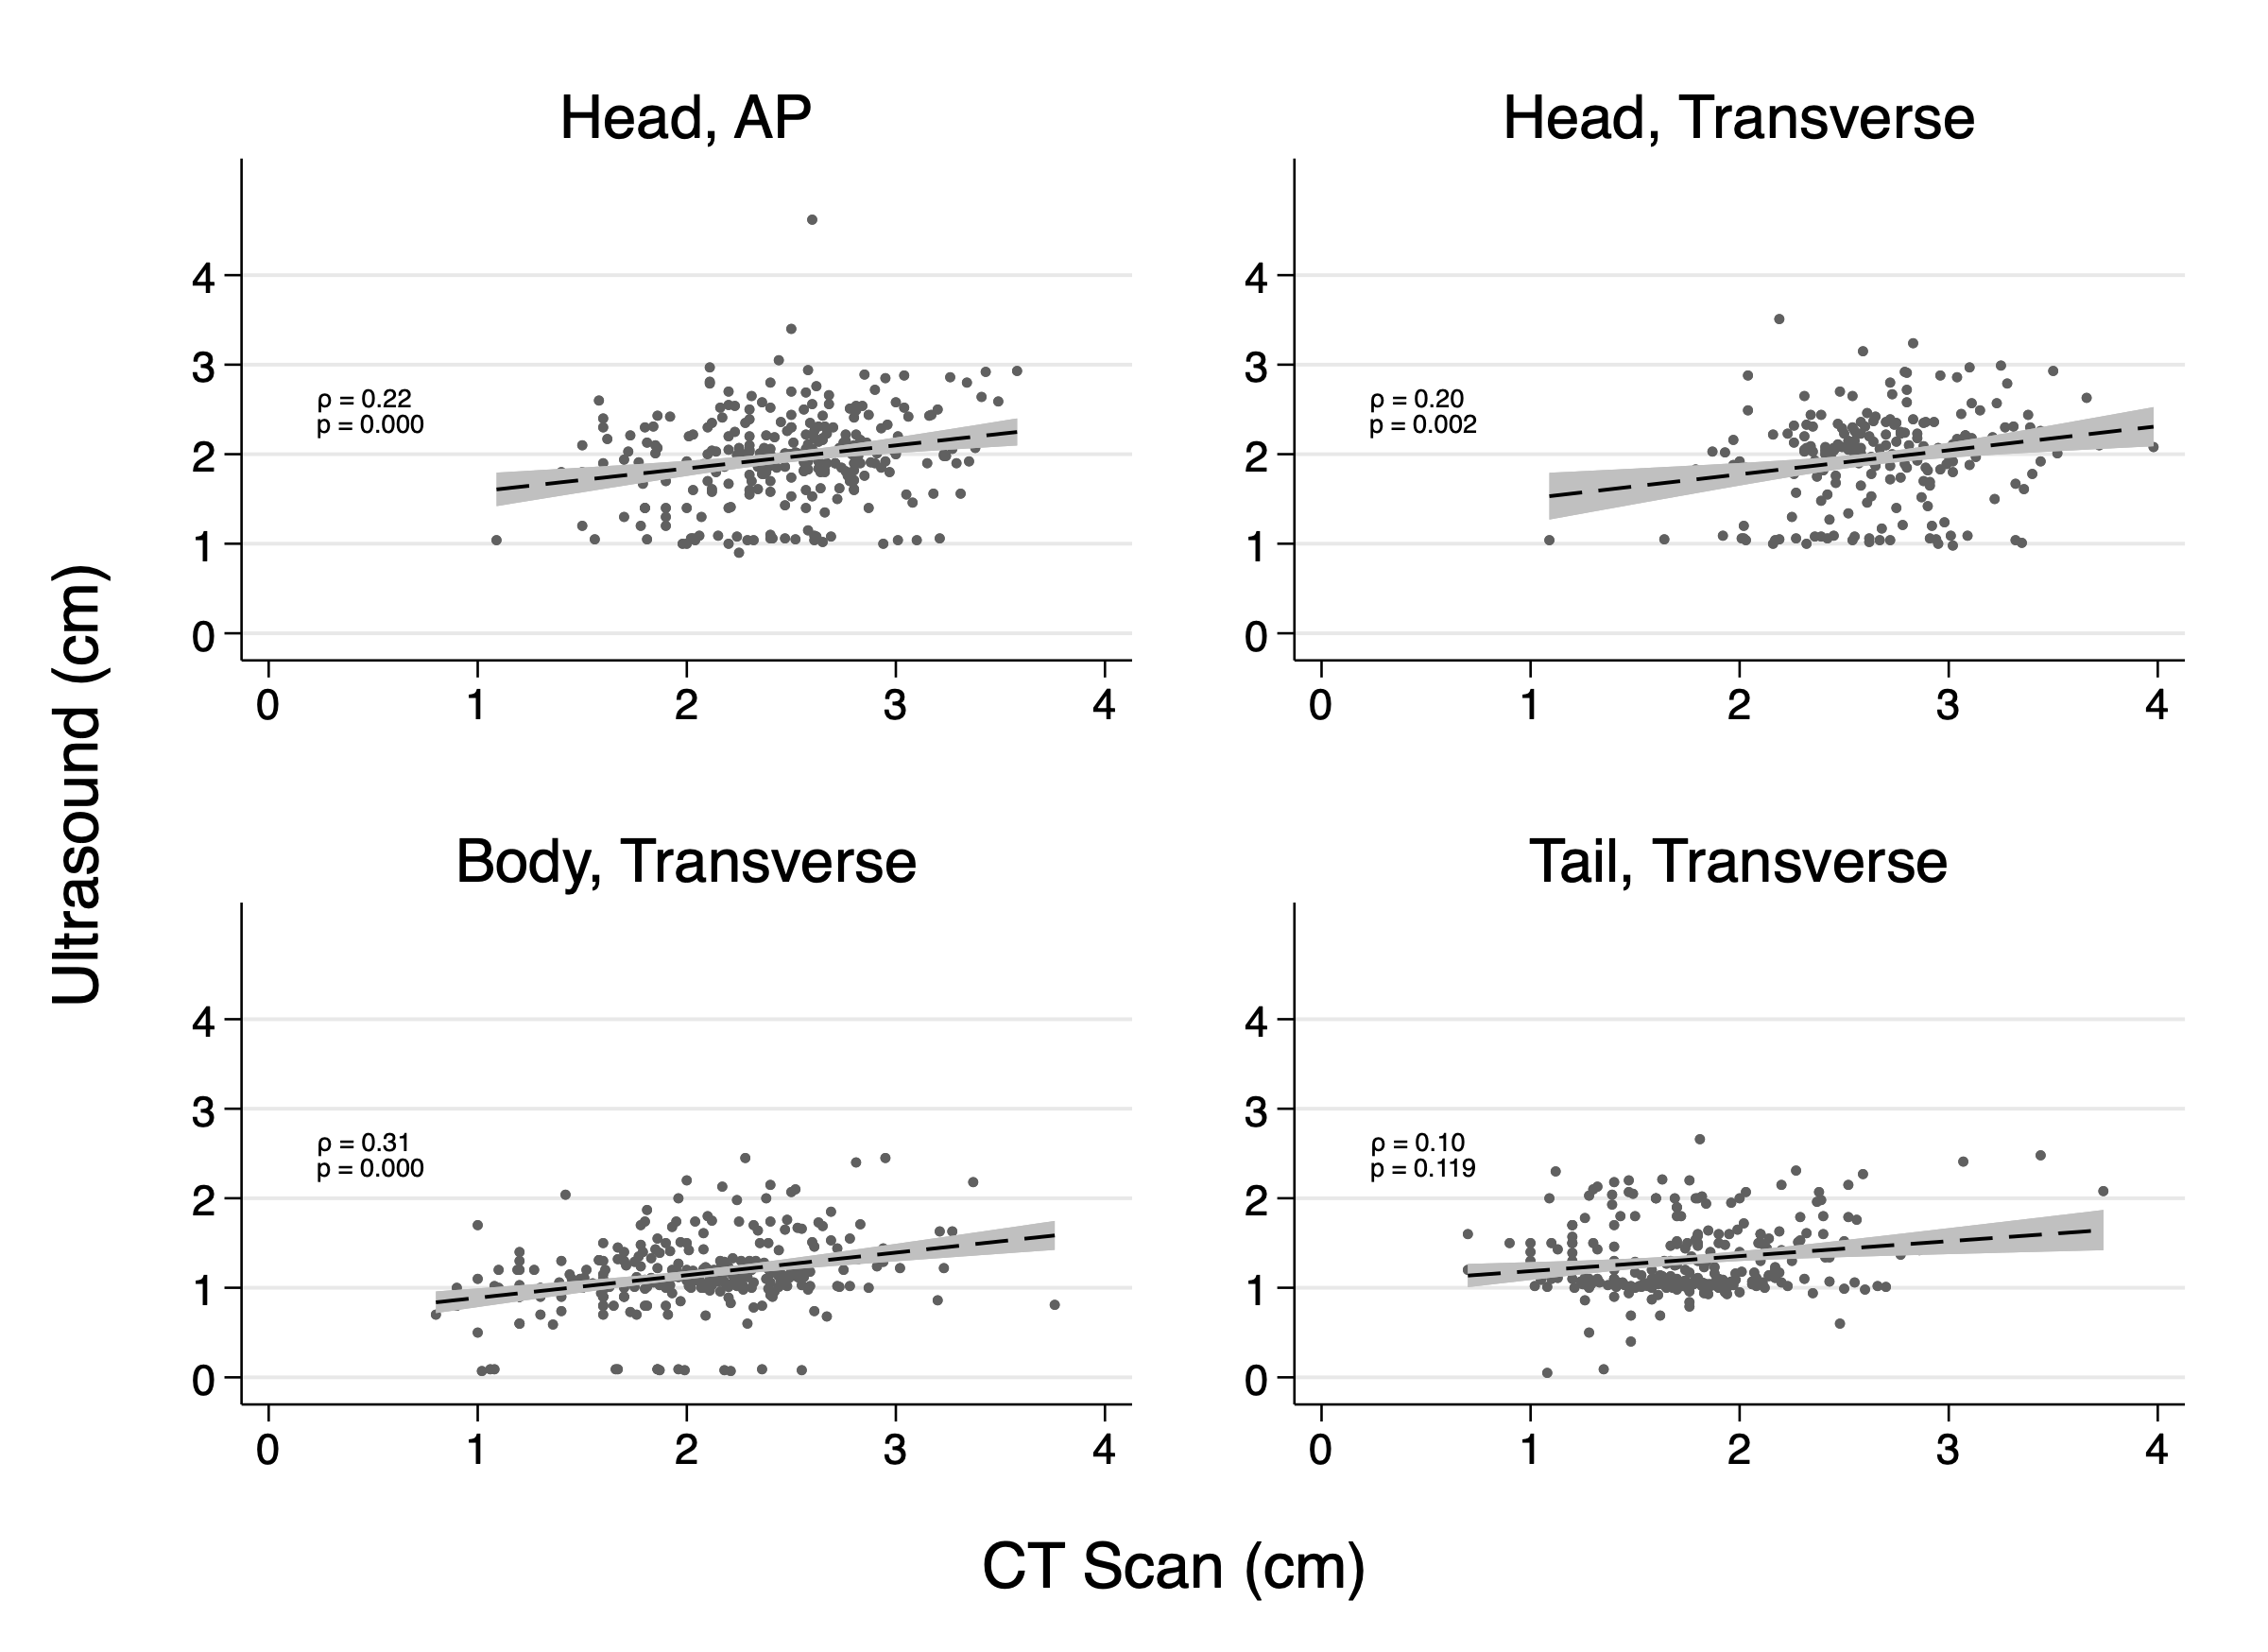 Head, AP
4
3
2
1
0
ρ = 0.22
p = 0.000
0 1 2 3 4
Head, Transverse
4
3
2
1
0
ρ = 0.20
p = 0.002
0 1 2 3 4
Ultrasound (cm)
Body, Transverse
4
3
2
1
0
ρ = 0.31
p = 0.000
0 1 2 3 4
Tail, Transverse
4
3
2
1
0
ρ = 0.10
p = 0.119
0 1 2 3 4
CT Scan (cm)